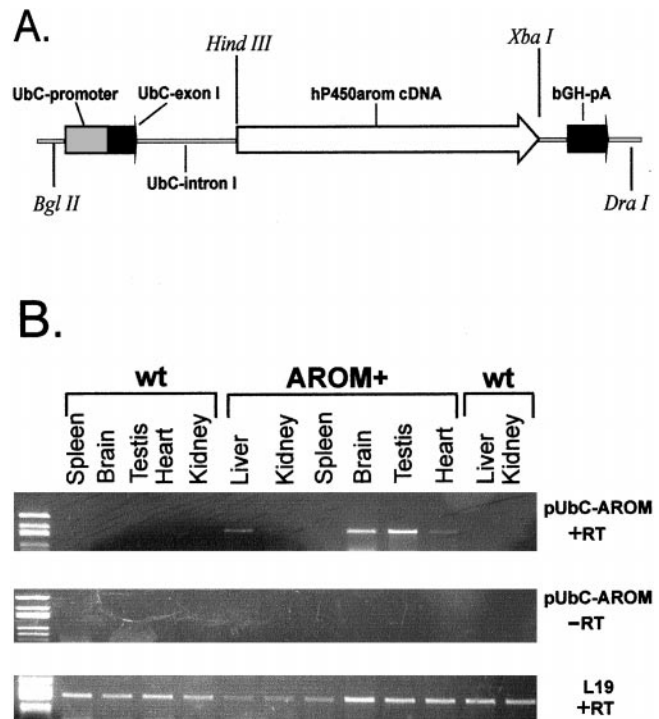 A.
Hind III
Xba I
UbC-promoter
UbC-exon I
hP450arom cDNA
bGH-pA
UbC-intron I
Bgl II
Dra I
B.
wt
AROM+
wt
Spleen
Brain
Testis
Heart
Kidney
Liver
Kidney
Spleen
Brain
Testis
Heart
Liver
Kidney
pUbC-AROM
+RT
pUbC-AROM
−RT
L19
+RT